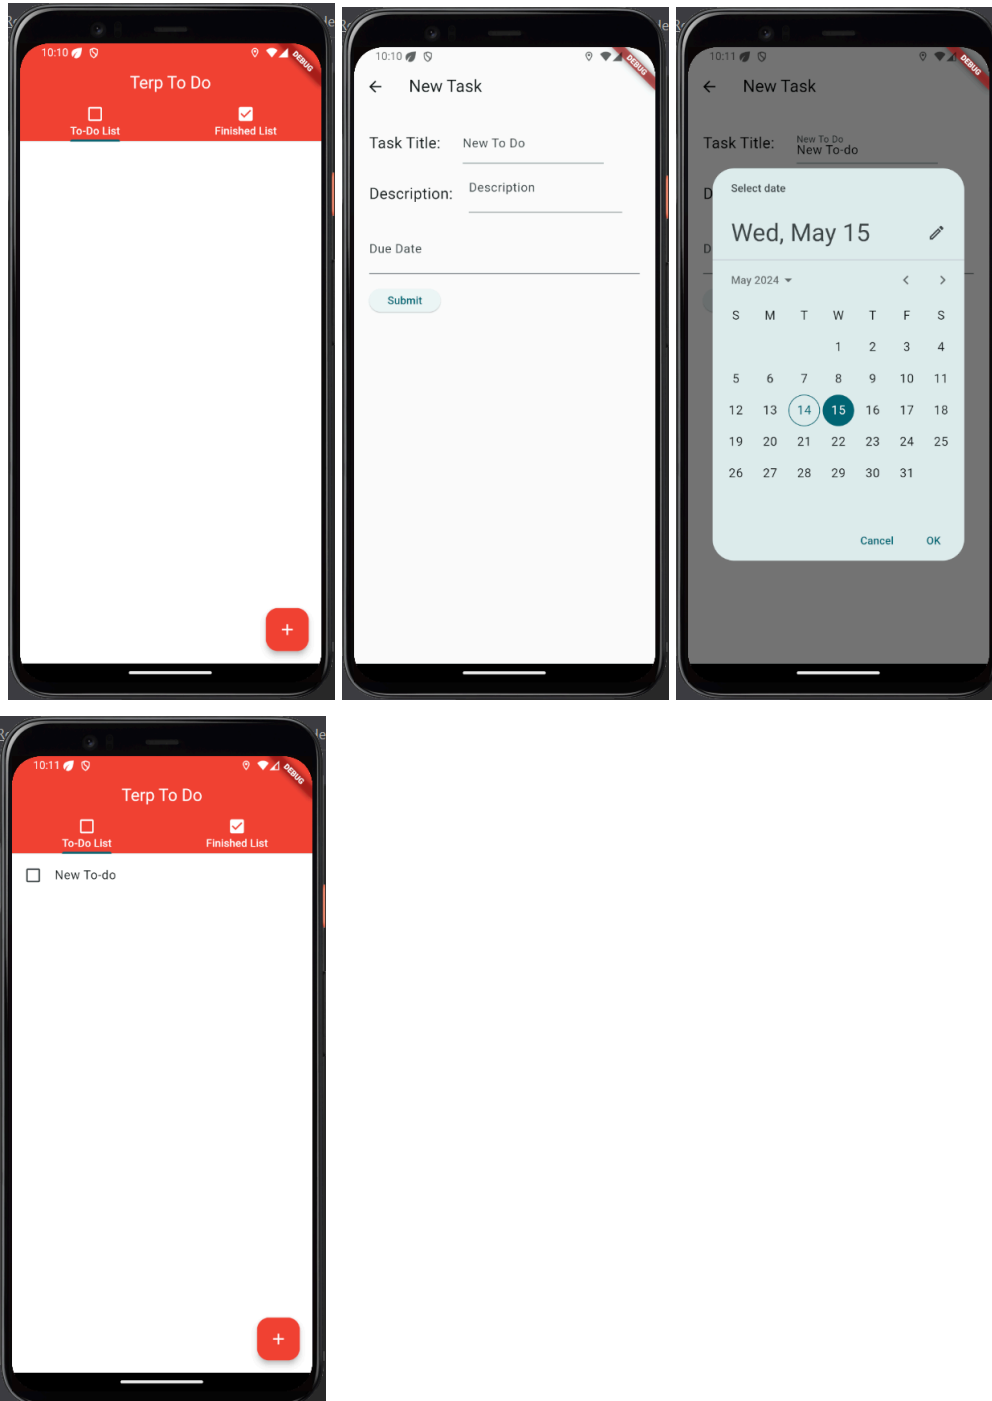 10:10
DEBUG
Terp To Do
To-Do List
Finished List
+
10:10
DEBUG
New Task
Task Title: New To Do
Description: Description
Due Date
Submit
10:11
DEBUG
New Task
Task Title: New To Do
New To-do
D
D
Select date
Wed, May 15
May 2024
S M T W T F S
1 2 3 4
5 6 7 8 9 10 11
12 13 14 15 16 17 18
19 20 21 22 23 24 25
26 27 28 29 30 31
Cancel OK
10:11
DEBUG
Terp To Do
To-Do List
Finished List
New To-do
+